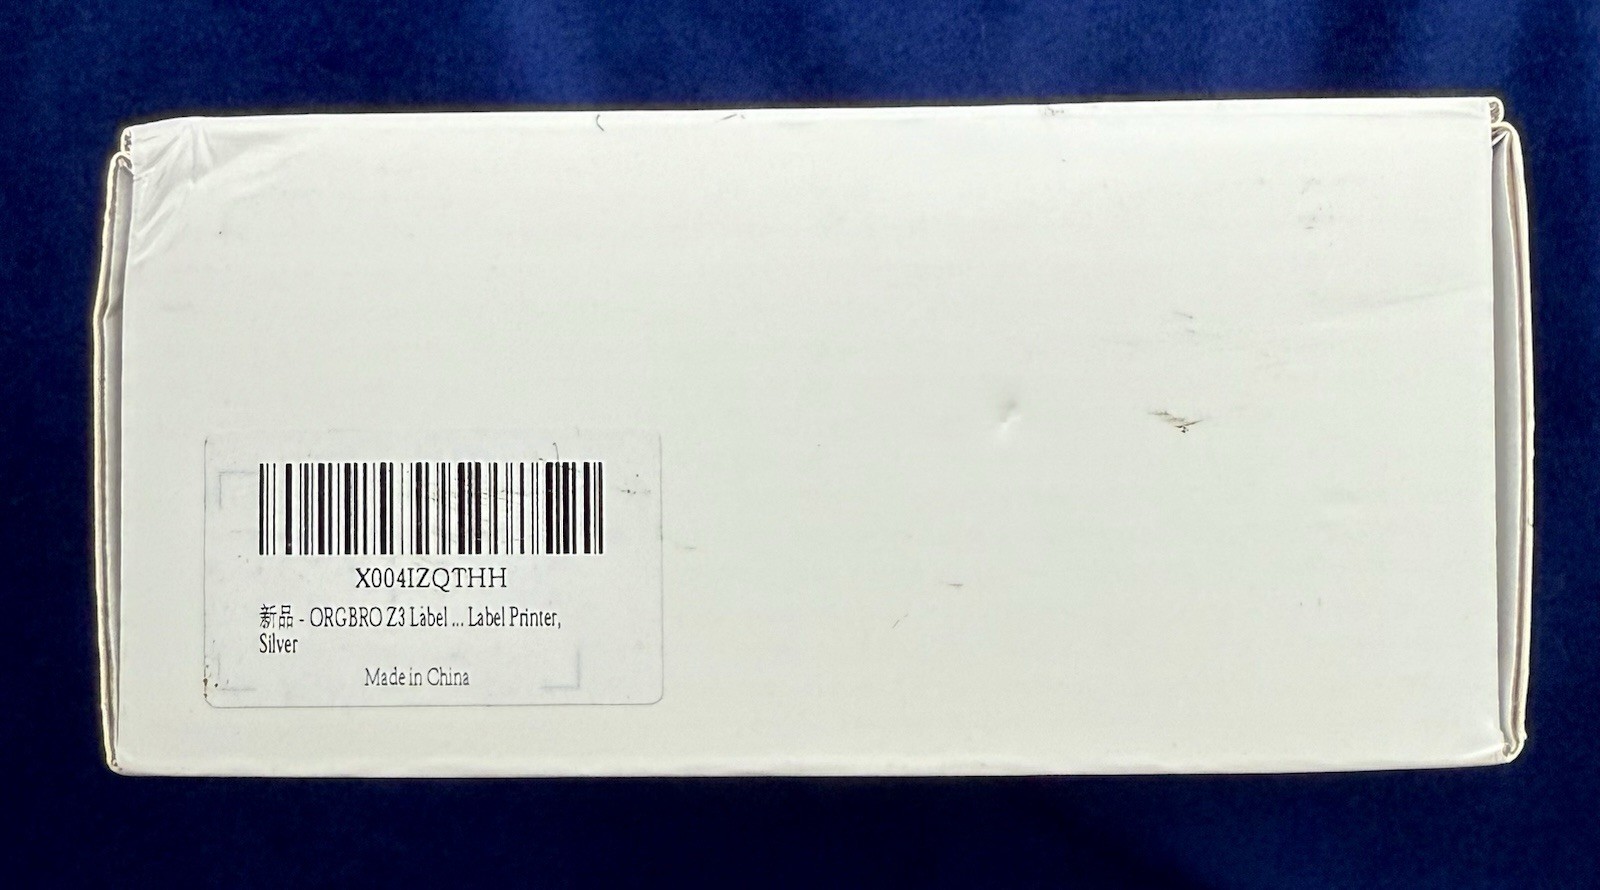 X004IZQTHH
新品 - ORGBRO Z3 Label ... Label Printer,
Silver
Made in China